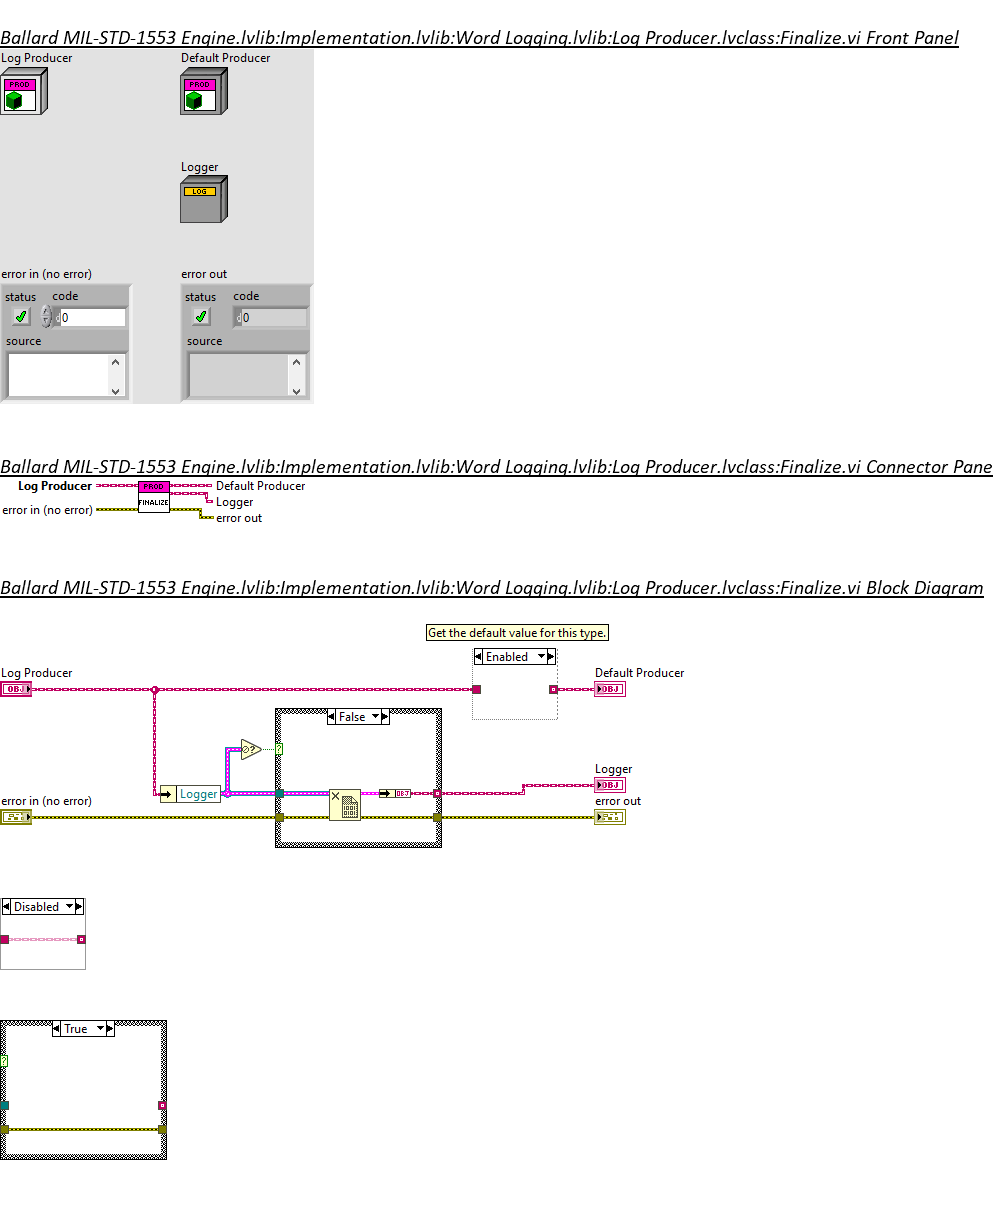 Ballard MIL-STD-1553 Engine.lvlib:Implementation.lvlib:Word Logging.lvlib:Log Producer.lvclass:Finalize.vi Front Panel
Log Producer Default Producer
PROD PROD
Logger
LOG
error in (no error) error out
status code status code
d 0 d 0
source source
Ballard MIL-STD-1553 Engine.lvlib:Implementation.lvlib:Word Logging.lvlib:Log Producer.lvclass:Finalize.vi Connector Pane
Log Producer PROD Default Producer
FINALIZE Logger
error in (no error) error out
Ballard MIL-STD-1553 Engine.lvlib:Implementation.lvlib:Word Logging.lvlib:Log Producer.lvclass:Finalize.vi Block Diagram
Get the default value for this type.
Enabled
Log Producer Default Producer
OBJ OBJ
False
? ?
Logger
Logger OBJ OBJ
error in (no error) error out
Disabled
True
?